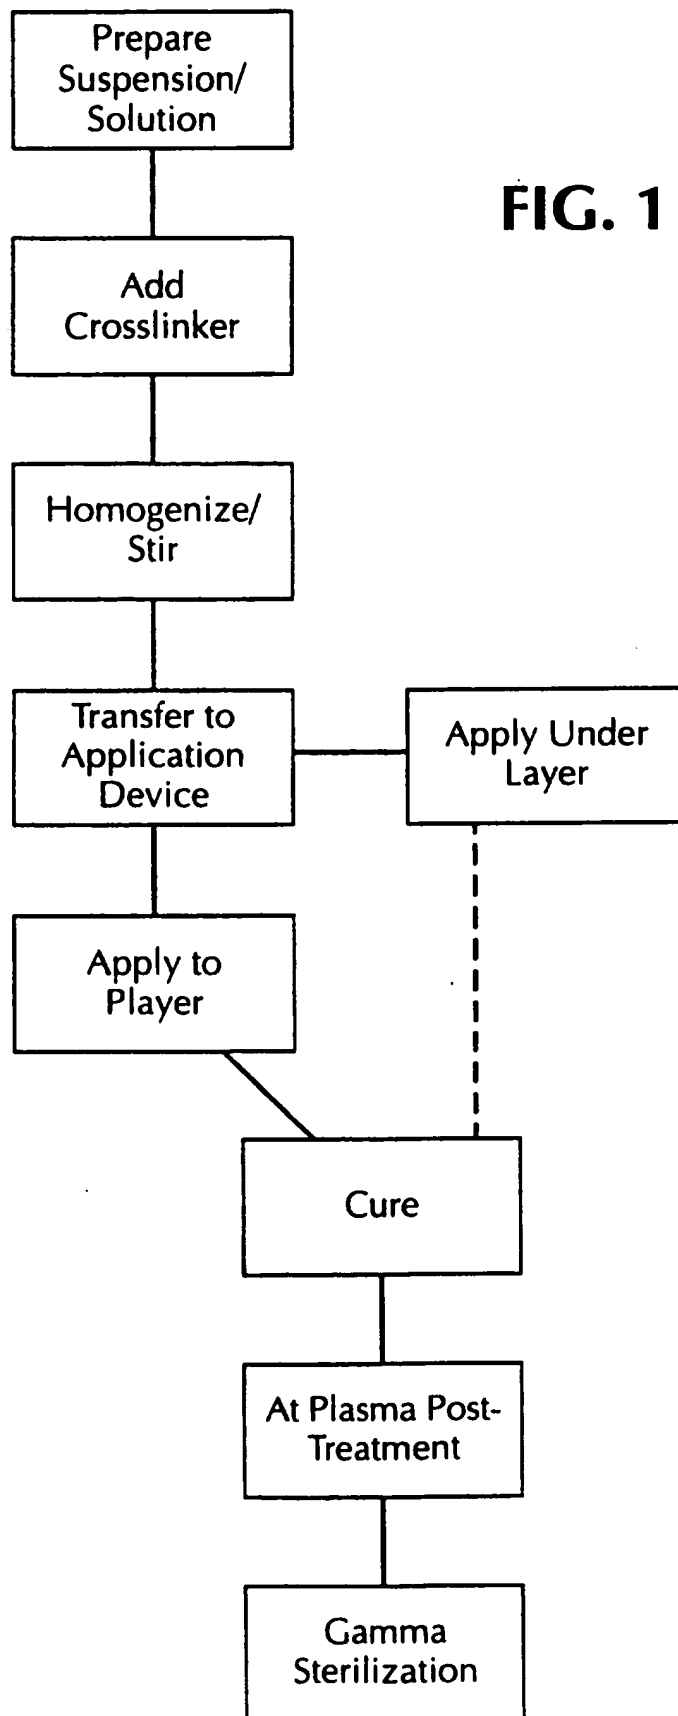 Prepare
Suspension/
Solution
FIG. 1
Add
Crosslinker
Homogenize/
Stir
Transfer to
Application
Device
Apply Under
Layer
Apply to
Player
Cure
At Plasma Post-
Treatment
Gamma
Sterilization